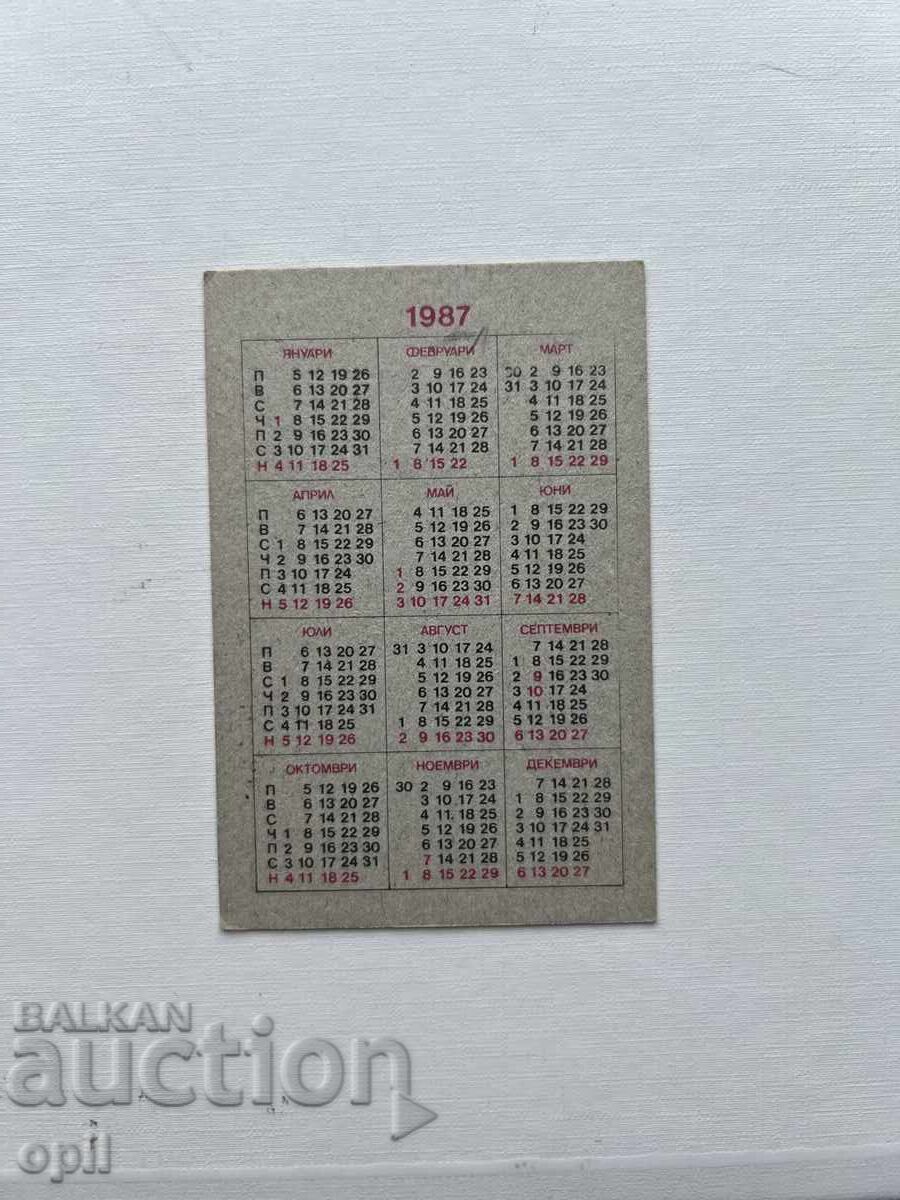 1987
ЯНУАРИ ФЕВРУАРИ МАРТ
П 5 12 19 26 2 9 16 23 30 2 9 16 23
В 6 13 20 27 3 10 17 24 31 3 10 17 24
С 7 14 21 28 4 11 18 25 4 11 18 25
Ч 1 8 15 22 29 5 12 19 26 5 12 19 26
П 2 9 16 23 30 6 13 20 27 6 13 20 27
С 3 10 17 24 31 7 14 21 28 7 14 21 28
Н 4 11 18 25 1 8 15 22 1 8 15 22 29
АПРИЛ МАЙ ЮНИ
П 6 13 20 27 4 11 18 25 1 8 15 22 29
В 7 14 21 28 5 12 19 26 2 9 16 23 30
С 1 8 15 22 29 6 13 20 27 3 10 17 24
Ч 2 9 16 23 30 7 14 21 28 4 11 18 25
П 3 10 17 24 1 8 15 22 29 5 12 19 26
С 4 11 18 25 2 9 16 23 30 6 13 20 27
Н 5 12 19 26 3 10 17 24 31 7 14 21 28
ЮЛИ АВГУСТ СЕПТЕМВРИ
П 6 13 20 27 31 3 10 17 24 7 14 21 28
В 7 14 21 28 4 11 18 25 1 8 15 22 29
С 1 8 15 22 29 5 12 19 26 2 9 16 23 30
Ч 2 9 16 23 30 6 13 20 27 3 10 17 24
П 3 10 17 24 31 7 14 21 28 4 11 18 25
С 4 11 18 25 1 8 15 22 29 5 12 19 26
Н 5 12 19 26 2 9 16 23 30 6 13 20 27
ОКТОМВРИ НОЕМВРИ ДЕКЕМВРИ
П 5 12 19 26 30 2 9 16 23 7 14 21 28
В 6 13 20 27 3 10 17 24 1 8 15 22 29
С 7 14 21 28 4 11 18 25 2 9 16 23 30
Ч 1 8 15 22 29 5 12 19 26 3 10 17 24 31
П 2 9 16 23 30 6 13 20 27 4 11 18 25
С 3 10 17 24 31 7 14 21 28 5 12 19 26
Н 4 11 18 25 1 8 15 22 29 6 13 20 27
BALKAN
auction
opil